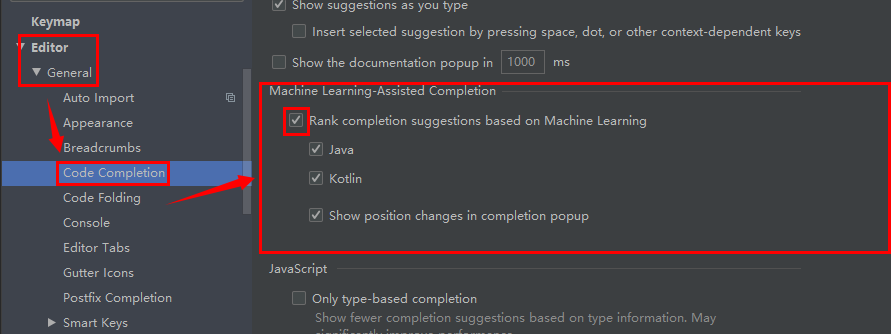 Keymap
Editor
General
Auto Import
Appearance
Breadcrumbs
Code Completion
Code Folding
Console
Editor Tabs
Gutter Icons
Postfix Completion
Smart Keys
Show suggestions as you type
Insert selected suggestion by pressing space, dot, or other context-dependent keys
Show the documentation popup in 1000 ms
Machine Learning-Assisted Completion
Rank completion suggestions based on Machine Learning
Java
Kotlin
Show position changes in completion popup
JavaScript
Only type-based completion
Show fewer completion suggestions based on type information. May
significantly improve performance.